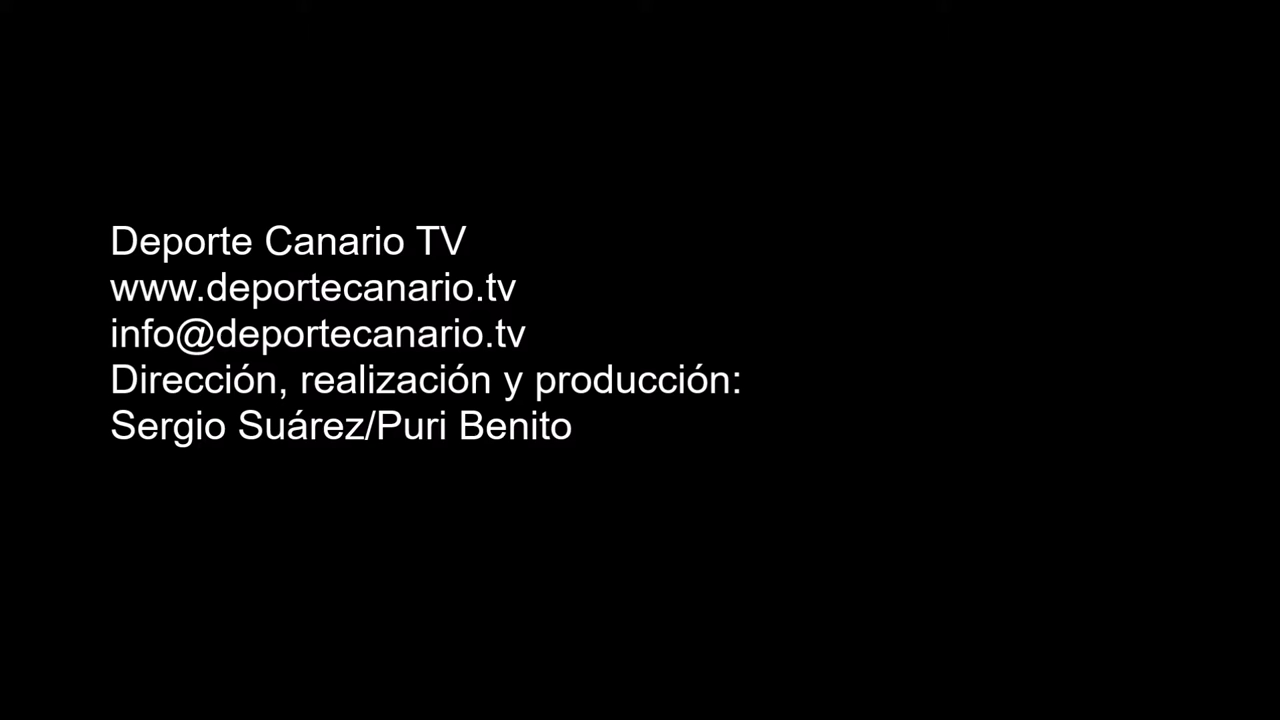 Deporte Canario TV
www.deportecanario.tv
info@deportecanario.tv
Dirección, realización y producción:
Sergio Suárez/Puri Benito